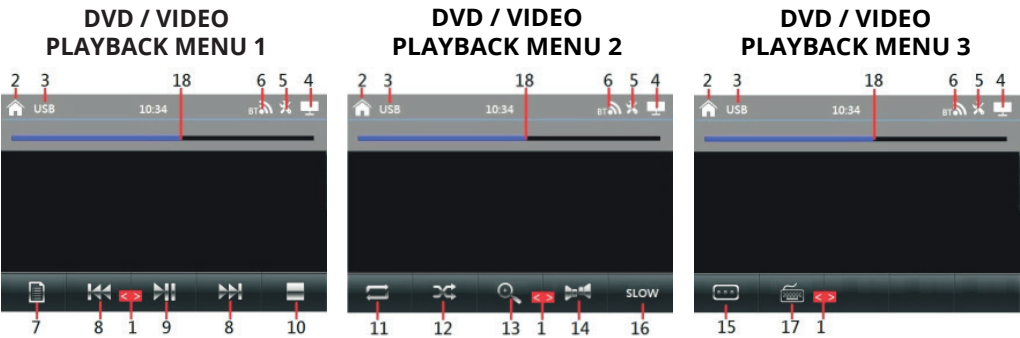 DVD / VIDEO
PLAYBACK MENU 1
DVD / VIDEO
PLAYBACK MENU 2
DVD / VIDEO
PLAYBACK MENU 3
2 3 18 6 5 4
USB 10:34 BT
7 8 1 9 8 10
2 3 18 6 5 4
USB 10:34 BT
SLOW
11 12 13 1 14 16
2 3 18 6 5 4
USB 10:34 BT
15 17 1